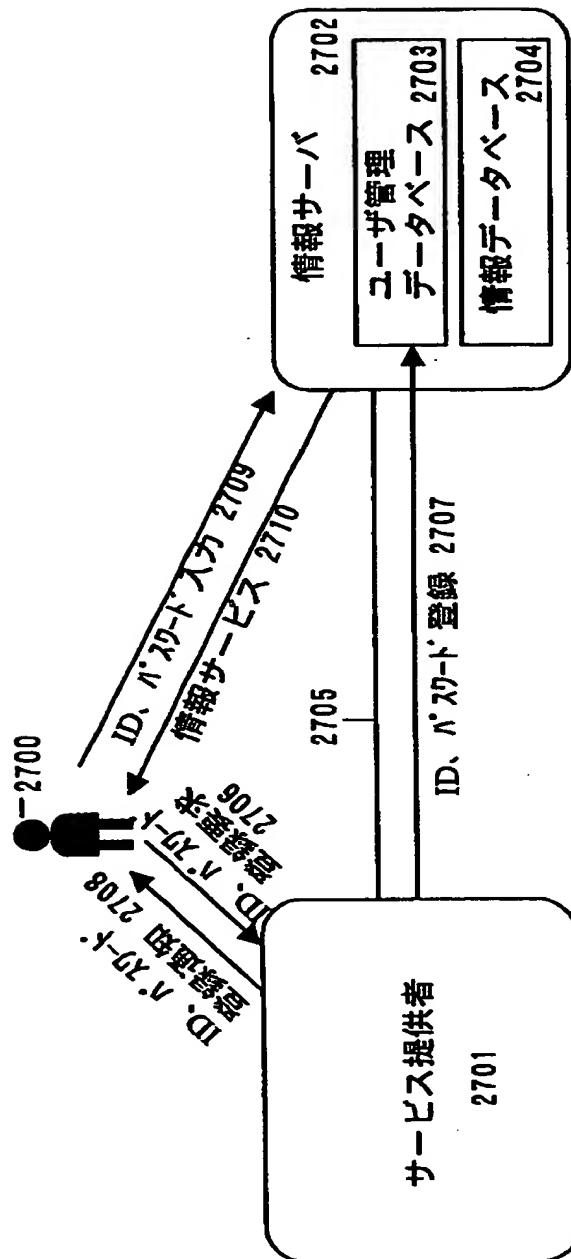 2700
ID、パスワード入力 2709
情報サービス 2710
ID、パスワード
登録要求
2706
ID、パスワード
登録通知 2708
情報サーバ
2702
ユーザ管理
データベース 2703
情報データベース
2704
2705
ID、パスワード登録 2707
サービス提供者
2701